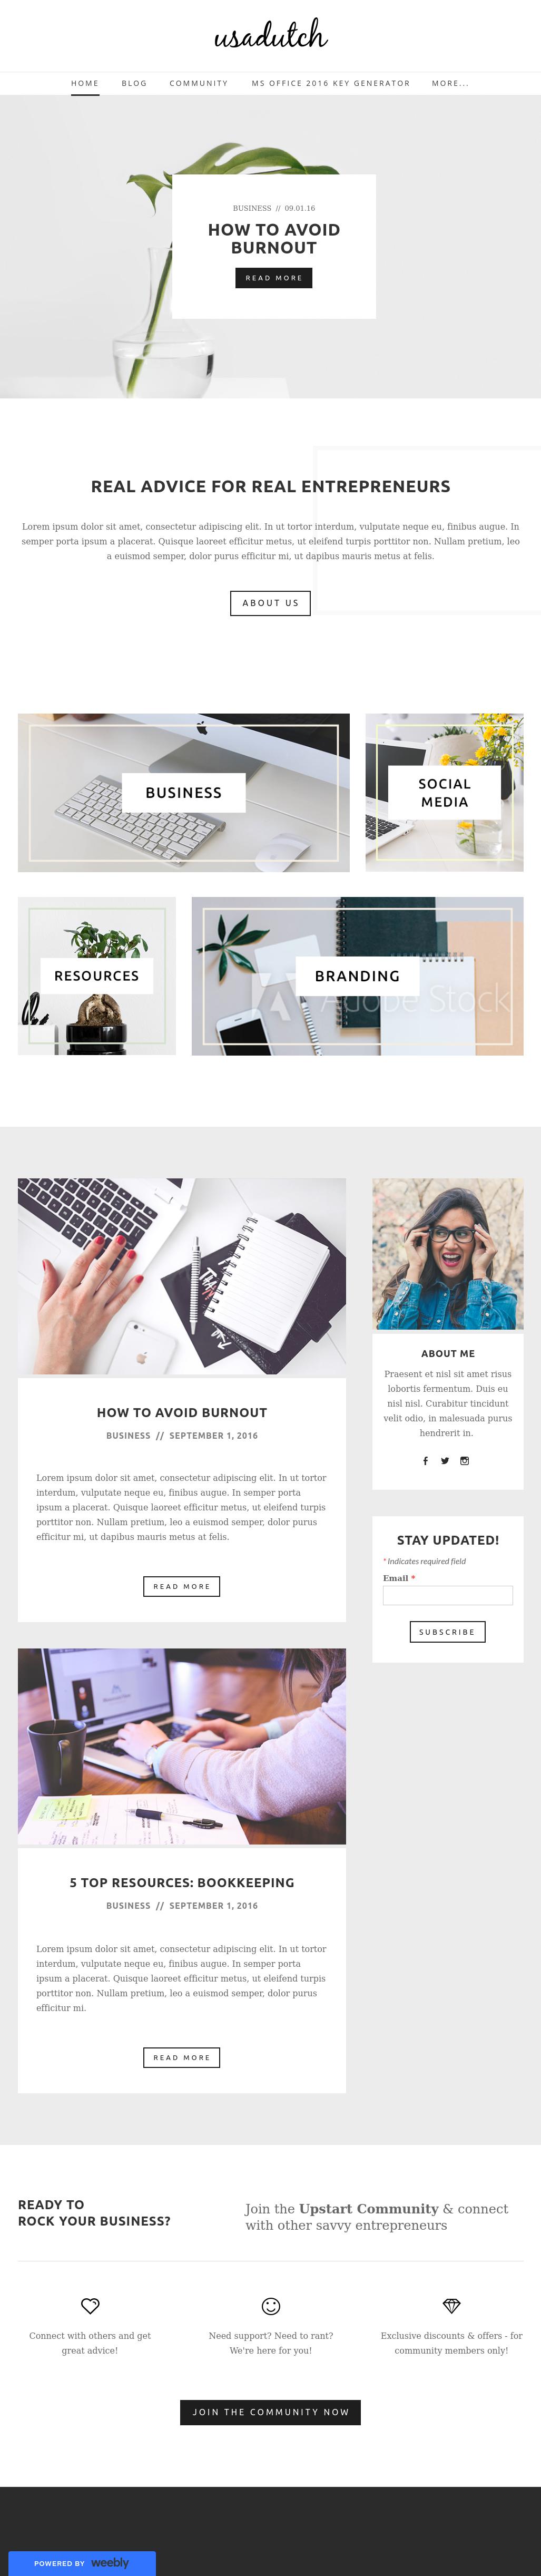 usadutch
HOME BLOG COMMUNITY MS OFFICE 2016 KEY GENERATOR MORE...
BUSINESS // 09.01.16
HOW TO AVOID
BURNOUT
READ MORE
REAL ADVICE FOR REAL ENTREPRENEURS
Lorem ipsum dolor sit amet, consectetur adipiscing elit. In ut tortor interdum, vulputate neque eu, finibus augue. In
semper porta ipsum a placerat. Quisque laoreet efficitur metus, ut eleifend turpis porttitor non. Nullam pretium, leo
a euismod semper, dolor purus efficitur mi, ut dapibus mauris metus at felis.
ABOUT US
BUSINESS
SOCIAL
MEDIA
RESOURCES
BRANDING
Adobe Stock
HOW TO AVOID BURNOUT
BUSINESS // SEPTEMBER 1, 2016
Lorem ipsum dolor sit amet, consectetur adipiscing elit. In ut tortor
interdum, vulputate neque eu, finibus augue. In semper porta
ipsum a placerat. Quisque laoreet efficitur metus, ut eleifend turpis
porttitor non. Nullam pretium, leo a euismod semper, dolor purus
efficitur mi, ut dapibus mauris metus at felis.
READ MORE
5 TOP RESOURCES: BOOKKEEPING
BUSINESS // SEPTEMBER 1, 2016
Lorem ipsum dolor sit amet, consectetur adipiscing elit. In ut tortor
interdum, vulputate neque eu, finibus augue. In semper porta
ipsum a placerat. Quisque laoreet efficitur metus, ut eleifend turpis
porttitor non. Nullam pretium, leo a euismod semper, dolor purus
efficitur mi.
READ MORE
ABOUT ME
Praesent et nisl sit amet risus
lobortis fermentum. Duis eu
nisl nisl. Curabitur tincidunt
velit odio, in malesuada purus
hendrerit in.
STAY UPDATED!
* Indicates required field
Email *
SUBSCRIBE
READY TO
ROCK YOUR BUSINESS?
Join the Upstart Community & connect
with other savvy entrepreneurs
Connect with others and get
great advice!
Need support? Need to rant?
We're here for you!
Exclusive discounts & offers - for
community members only!
JOIN THE COMMUNITY NOW
POWERED BY weebly